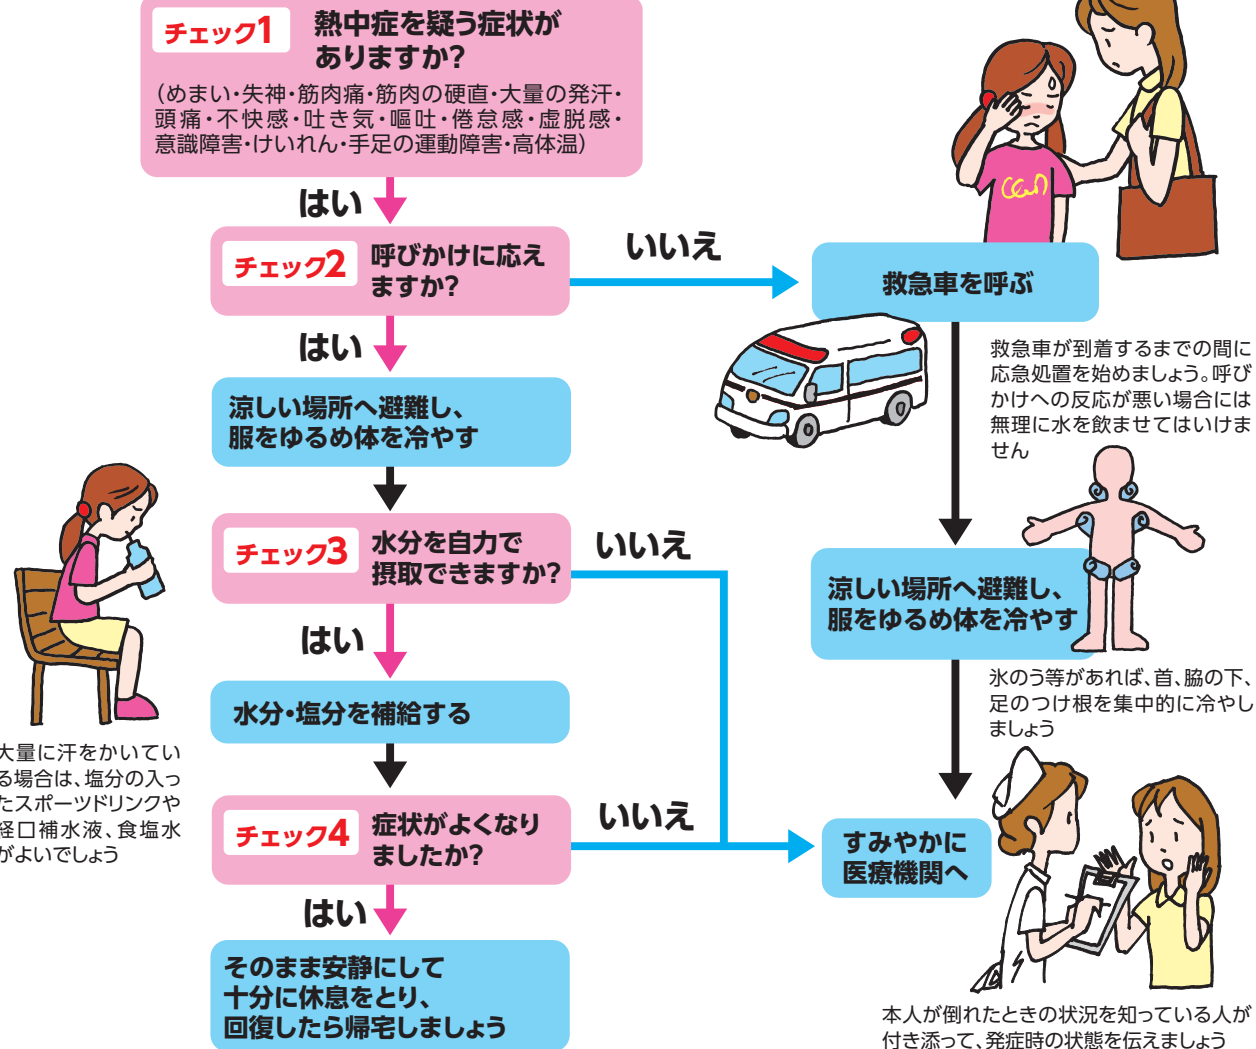 チェック1
熱中症を疑う症状が
ありますか?
(めまい・失神・筋肉痛・筋肉の硬直・大量の発汗・
頭痛・不快感・吐き気・嘔吐・倦怠感・虚脱感・
意識障害・けいれん・手足の運動障害・高体温)
はい
チェック2
呼びかけに応え
ますか?
いいえ
救急車を呼ぶ
救急車が到着するまでの間に
応急処置を始めましょう。呼び
かけへの反応が悪い場合には
無理に水を飲ませてはいけま
せん
はい
涼しい場所へ避難し、
服をゆるめ体を冷やす
チェック3
水分を自力で
摂取できますか?
いいえ
涼しい場所へ避難し、
服をゆるめ体を冷やす
氷のう等があれば、首、脇の下、
足のつけ根を集中的に冷やし
ましょう
はい
水分・塩分を補給する
大量に汗をかいてい
る場合は、塩分の入っ
たスポーツドリンクや
経口補水液、食塩水
がよいでしょう
チェック4
症状がよくなり
ましたか?
いいえ
すみやかに
医療機関へ
はい
そのまま安静にして
十分に休息をとり、
回復したら帰宅しましょう
本人が倒れたときの状況を知っている人が
付き添って、発症時の状態を伝えましょう